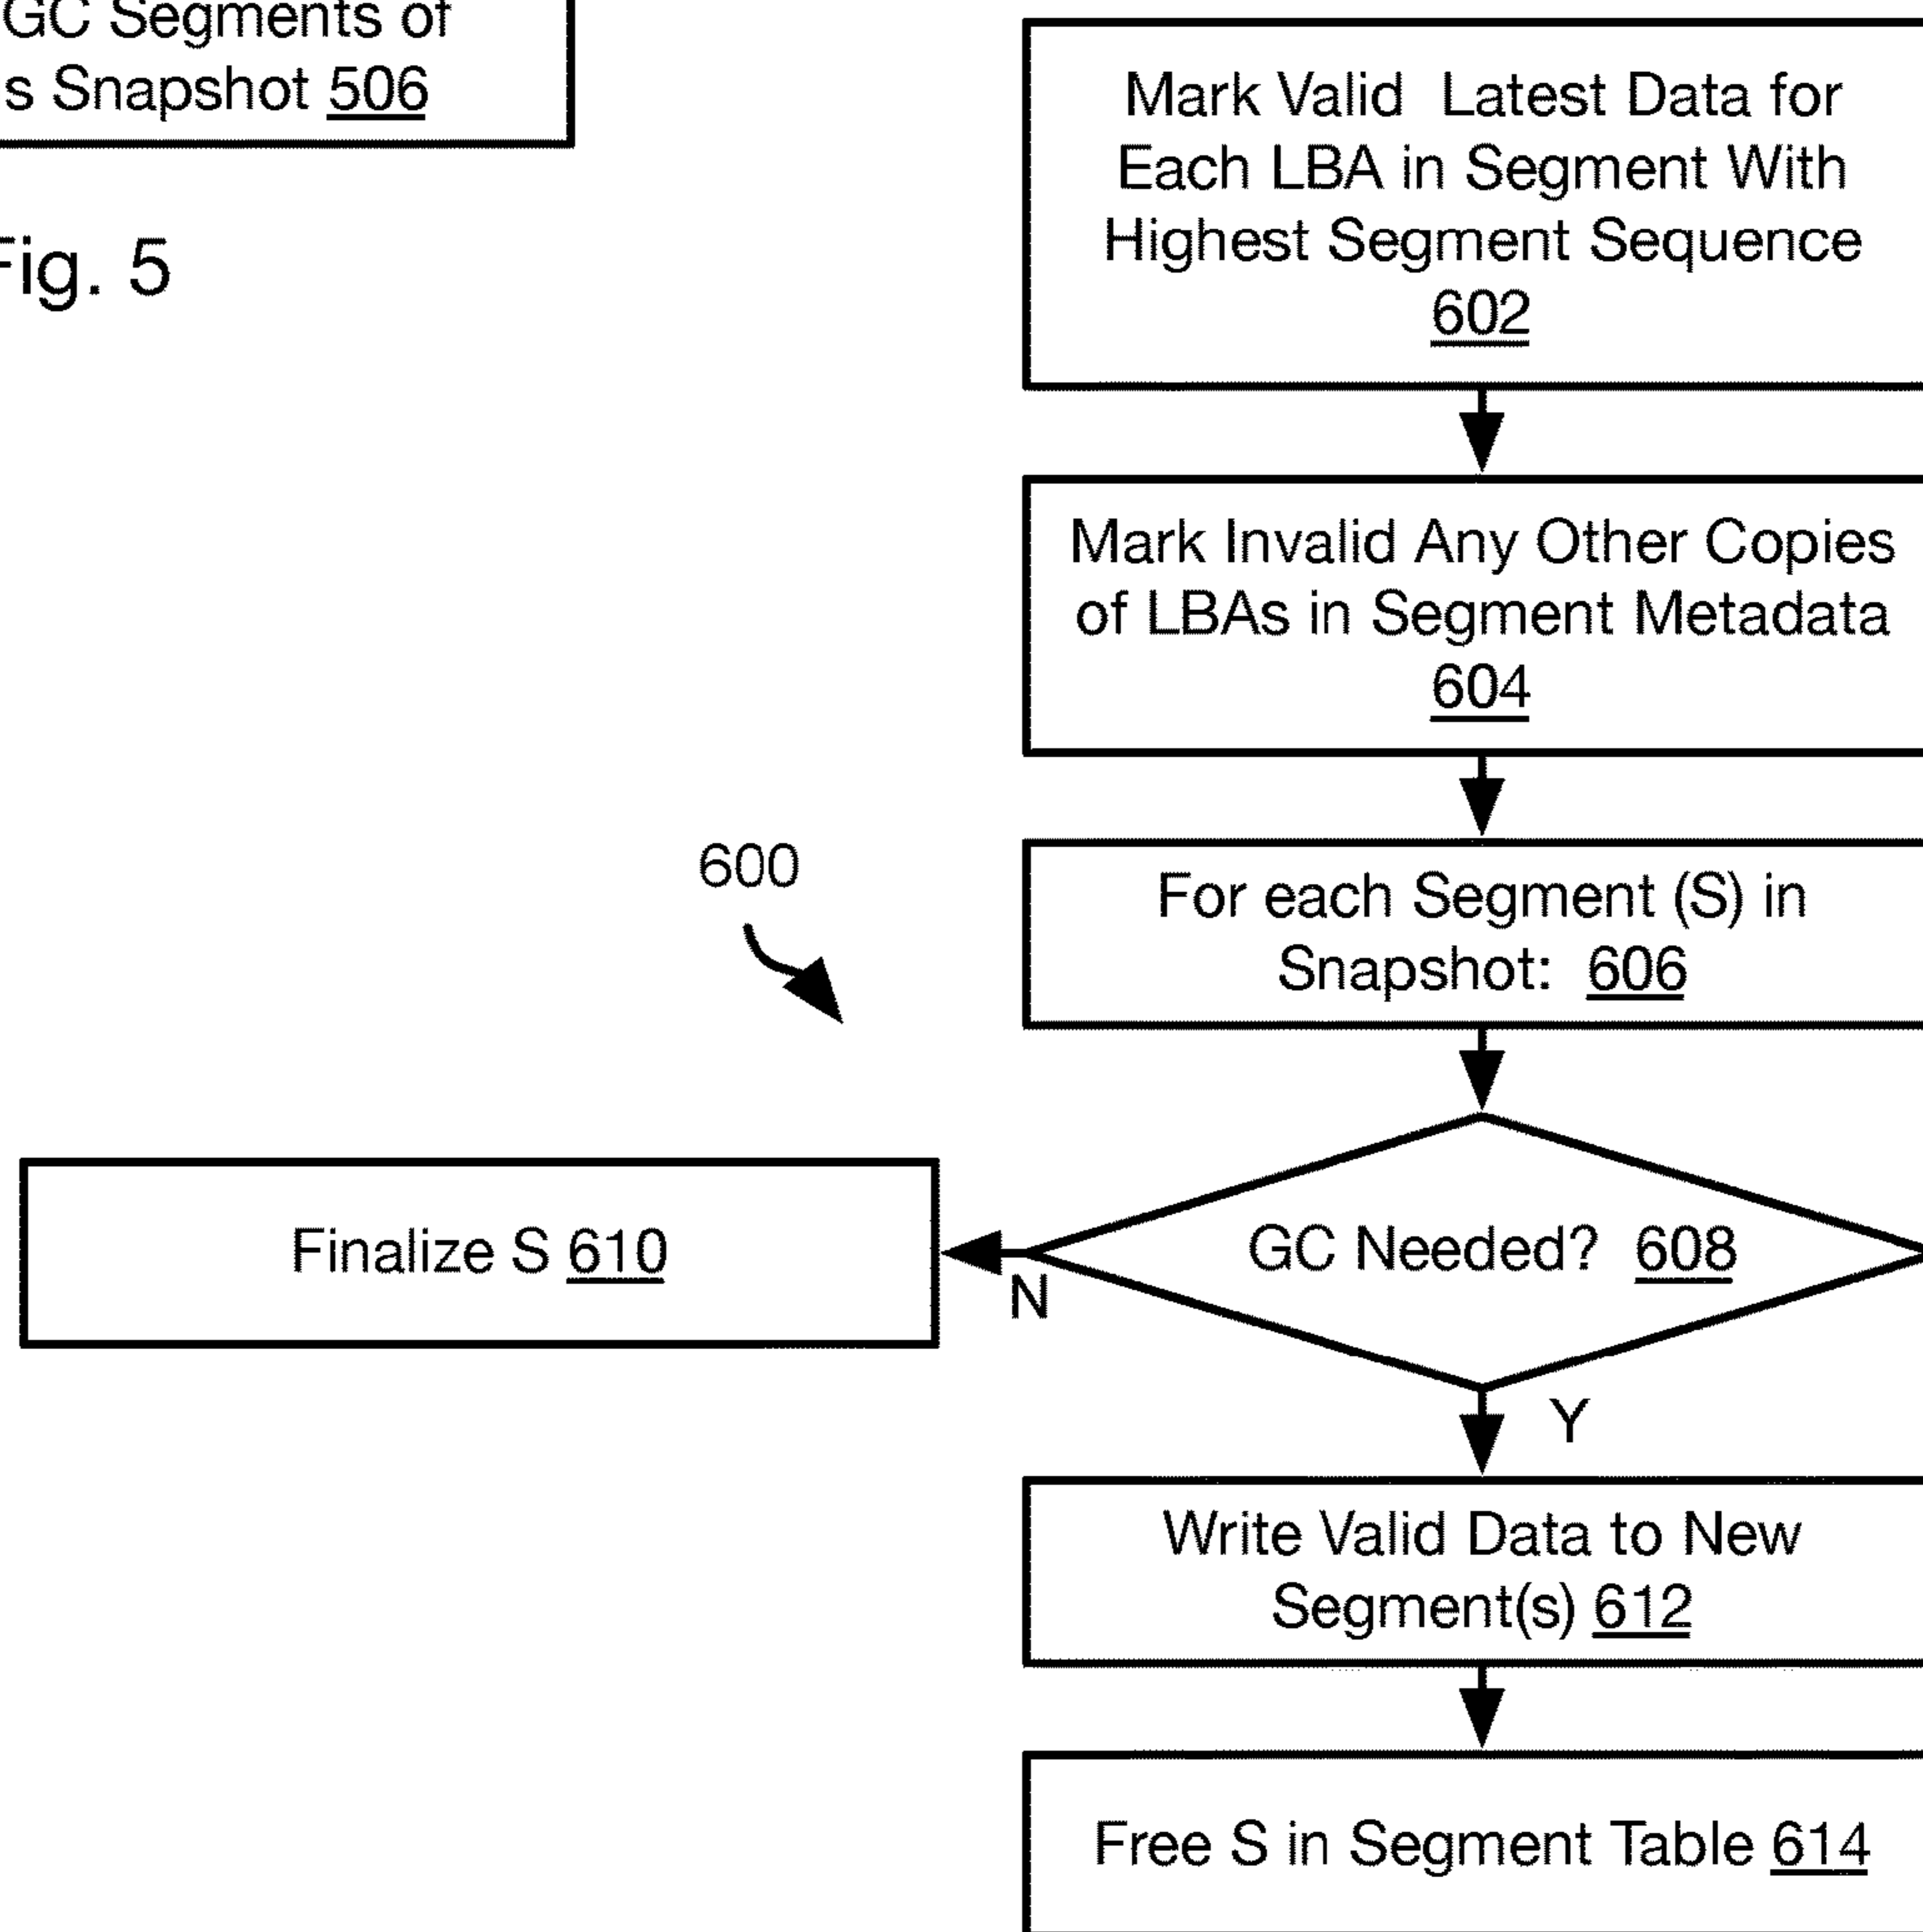 GC Segments of
s Snapshot 506
Fig. 5
Mark Valid Latest Data for
Each LBA in Segment With
Highest Segment Sequence
602
Mark Invalid Any Other Copies
of LBAs in Segment Metadata
604
600
For each Segment (S) in
Snapshot: 606
Finalize S 610
N
GC Needed? 608
Y
Write Valid Data to New
Segment(s) 612
Free S in Segment Table 614